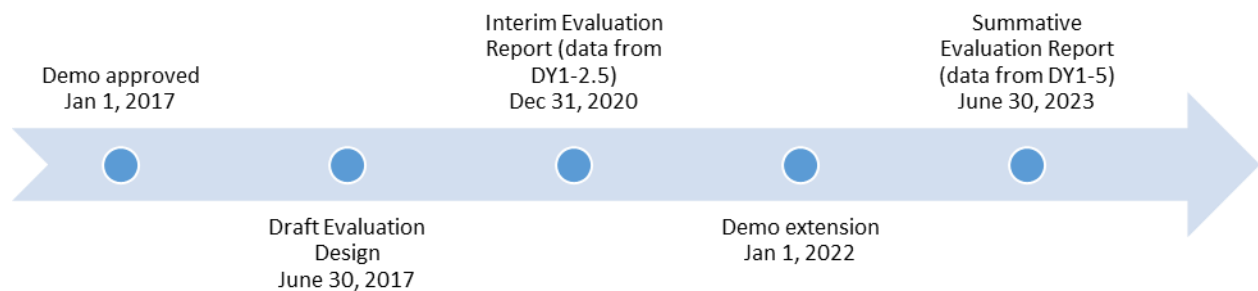 Demo approved
Jan 1, 2017
Draft Evaluation
Design
June 30, 2017
Interim Evaluation
Report (data from
DY1-2.5)
Dec 31, 2020
Demo extension
Jan 1, 2022
Summative
Evaluation Report
(data from DY1-5)
June 30, 2023